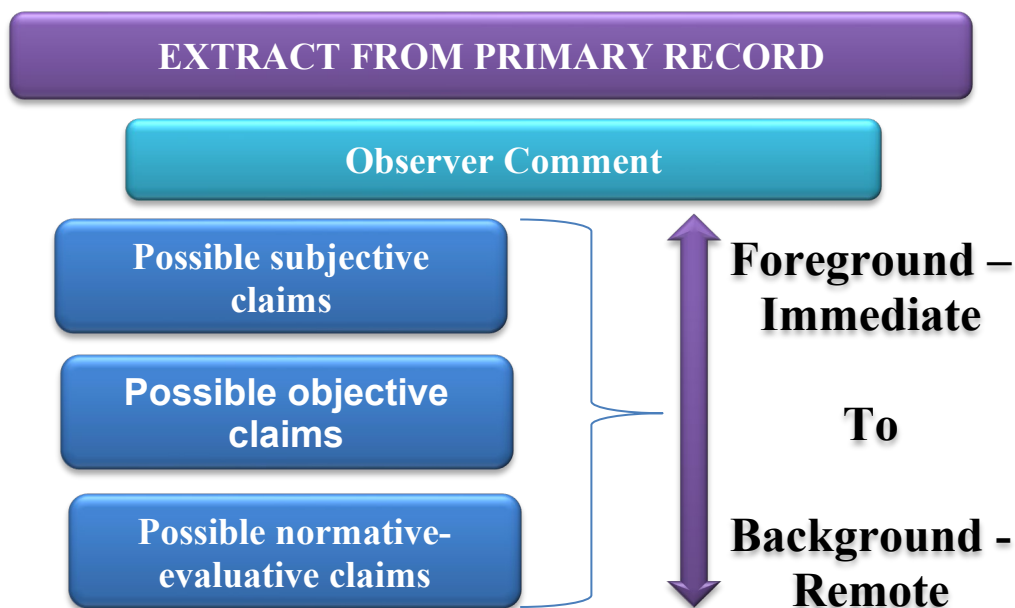 EXTRACT FROM PRIMARY RECORD
Observer Comment
Possible subjective
claims
Possible objective
claims
Possible normative-
evaluative claims
Foreground –
Immediate
To
Background -
Remote